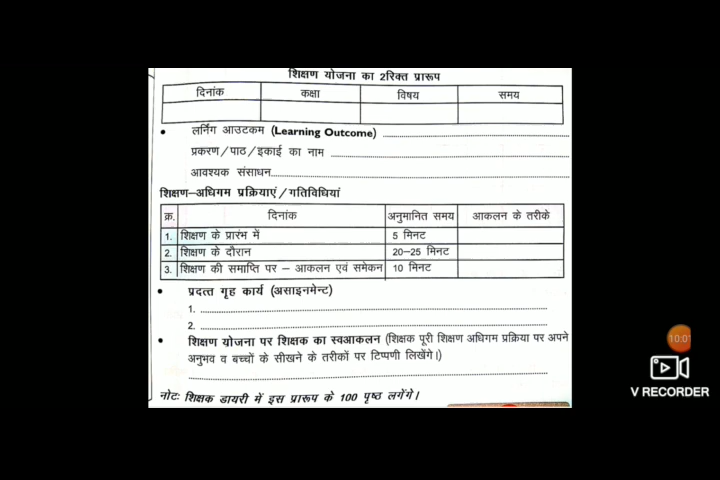 शिक्षण योजना का 2रिक्त प्रारूप
दिनांक कक्षा विषय समय
• लर्निंग आउटकम (Learning Outcome)
प्रकरण/पाठ/इकाई का नाम
आवश्यक संसाधन
शिक्षण–अधिगम प्रक्रियाएं/गतिविधियां
क्र. दिनांक अनुमानित समय आकलन के तरीके
1. शिक्षण के प्रारंभ में 5 मिनट
2. शिक्षण के दौरान 20–25 मिनट
3. शिक्षण की समाप्ति पर – आकलन एवं समेकन 10 मिनट
• प्रदत्त गृह कार्य (असाइनमेन्ट)
1.
2.
• शिक्षण योजना पर शिक्षक का स्वआकलन (शिक्षक पूरी शिक्षण अधिगम प्रक्रिया पर अपने
अनुभव व बच्चों के सीखने के तरीकों पर टिप्पणी लिखेंगे।)
नोटः शिक्षक डायरी में इस प्रारूप के 100 पृष्ठ लगेंगे।
10:01
V RECORDER